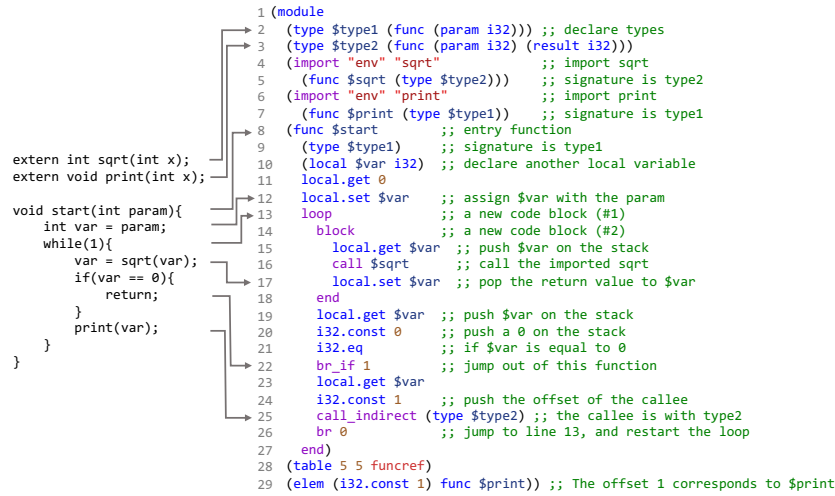 extern int sqrt(int x);
extern void print(int x);
void start(int param){
int var = param;
while(1){
var = sqrt(var);
if(var == 0){
return;
}
print(var);
}
}
1 (module
2 (type $type1 (func (param i32))) ;; declare types
3 (type $type2 (func (param i32) (result i32)))
4 (import "env" "sqrt" ;; import sqrt
5 (func $sqrt (type $type2))) ;; signature is type2
6 (import "env" "print" ;; import print
7 (func $print (type $type1)) ;; signature is type1
8 (func $start ;; entry function
9 (type $type1) ;; signature is type1
10 (local $var i32) ;; declare another local variable
11 local.get 0
12 local.set $var ;; assign $var with the param
13 loop ;; a new code block (#1)
14 block ;; a new code block (#2)
15 local.get $var ;; push $var on the stack
16 call $sqrt ;; call the imported sqrt
17 local.set $var ;; pop the return value to $var
18 end
19 local.get $var ;; push $var on the stack
20 i32.const 0 ;; push a 0 on the stack
21 i32.eq ;; if $var is equal to 0
22 br_if 1 ;; jump out of this function
23 local.get $var
24 i32.const 1 ;; push the offset of the callee
25 call_indirect (type $type2) ;; the callee is with type2
26 br 0 ;; jump to line 13, and restart the loop
27 end)
28 (table 5 5 funcref)
29 (elem (i32.const 1) func $print)) ;; The offset 1 corresponds to $print